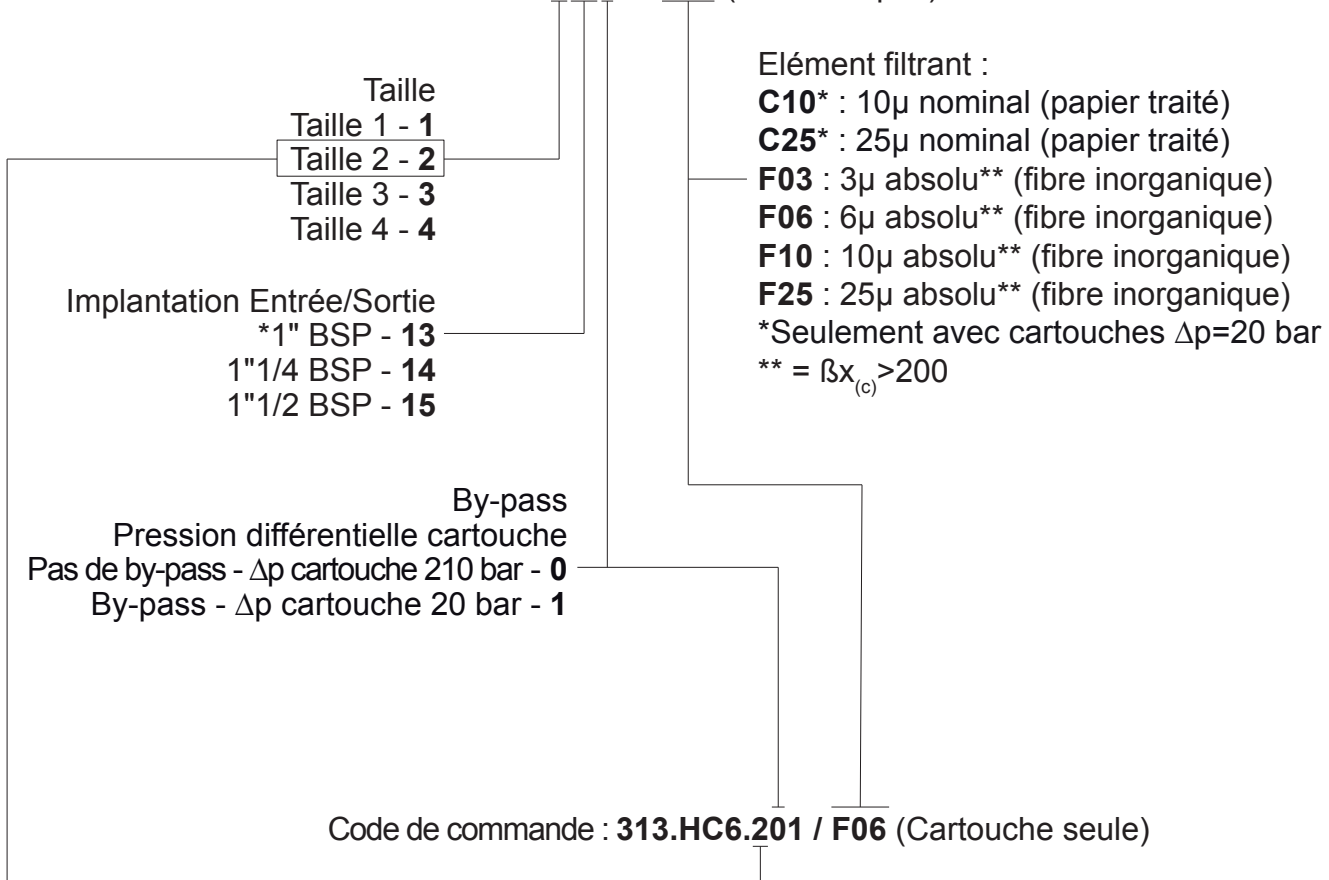 Elément filtrant :
C10* : 10µ nominal (papier traité)
C25* : 25µ nominal (papier traité)
F03 : 3µ absolu** (fibre inorganique)
F06 : 6µ absolu** (fibre inorganique)
F10 : 10µ absolu** (fibre inorganique)
F25 : 25µ absolu** (fibre inorganique)
*Seulement avec cartouches Δp=20 bar
** = ßx(c)>200
Taille
Taille 1 - 1
Taille 2 - 2
Taille 3 - 3
Taille 4 - 4
Implantation Entrée/Sortie
*1" BSP - 13
1"1/4 BSP - 14
1"1/2 BSP - 15
By-pass
Pression différentielle cartouche
Pas de by-pass - Δp cartouche 210 bar - 0
By-pass - Δp cartouche 20 bar - 1
Code de commande : 313.HC6.201 / F06 (Cartouche seule)